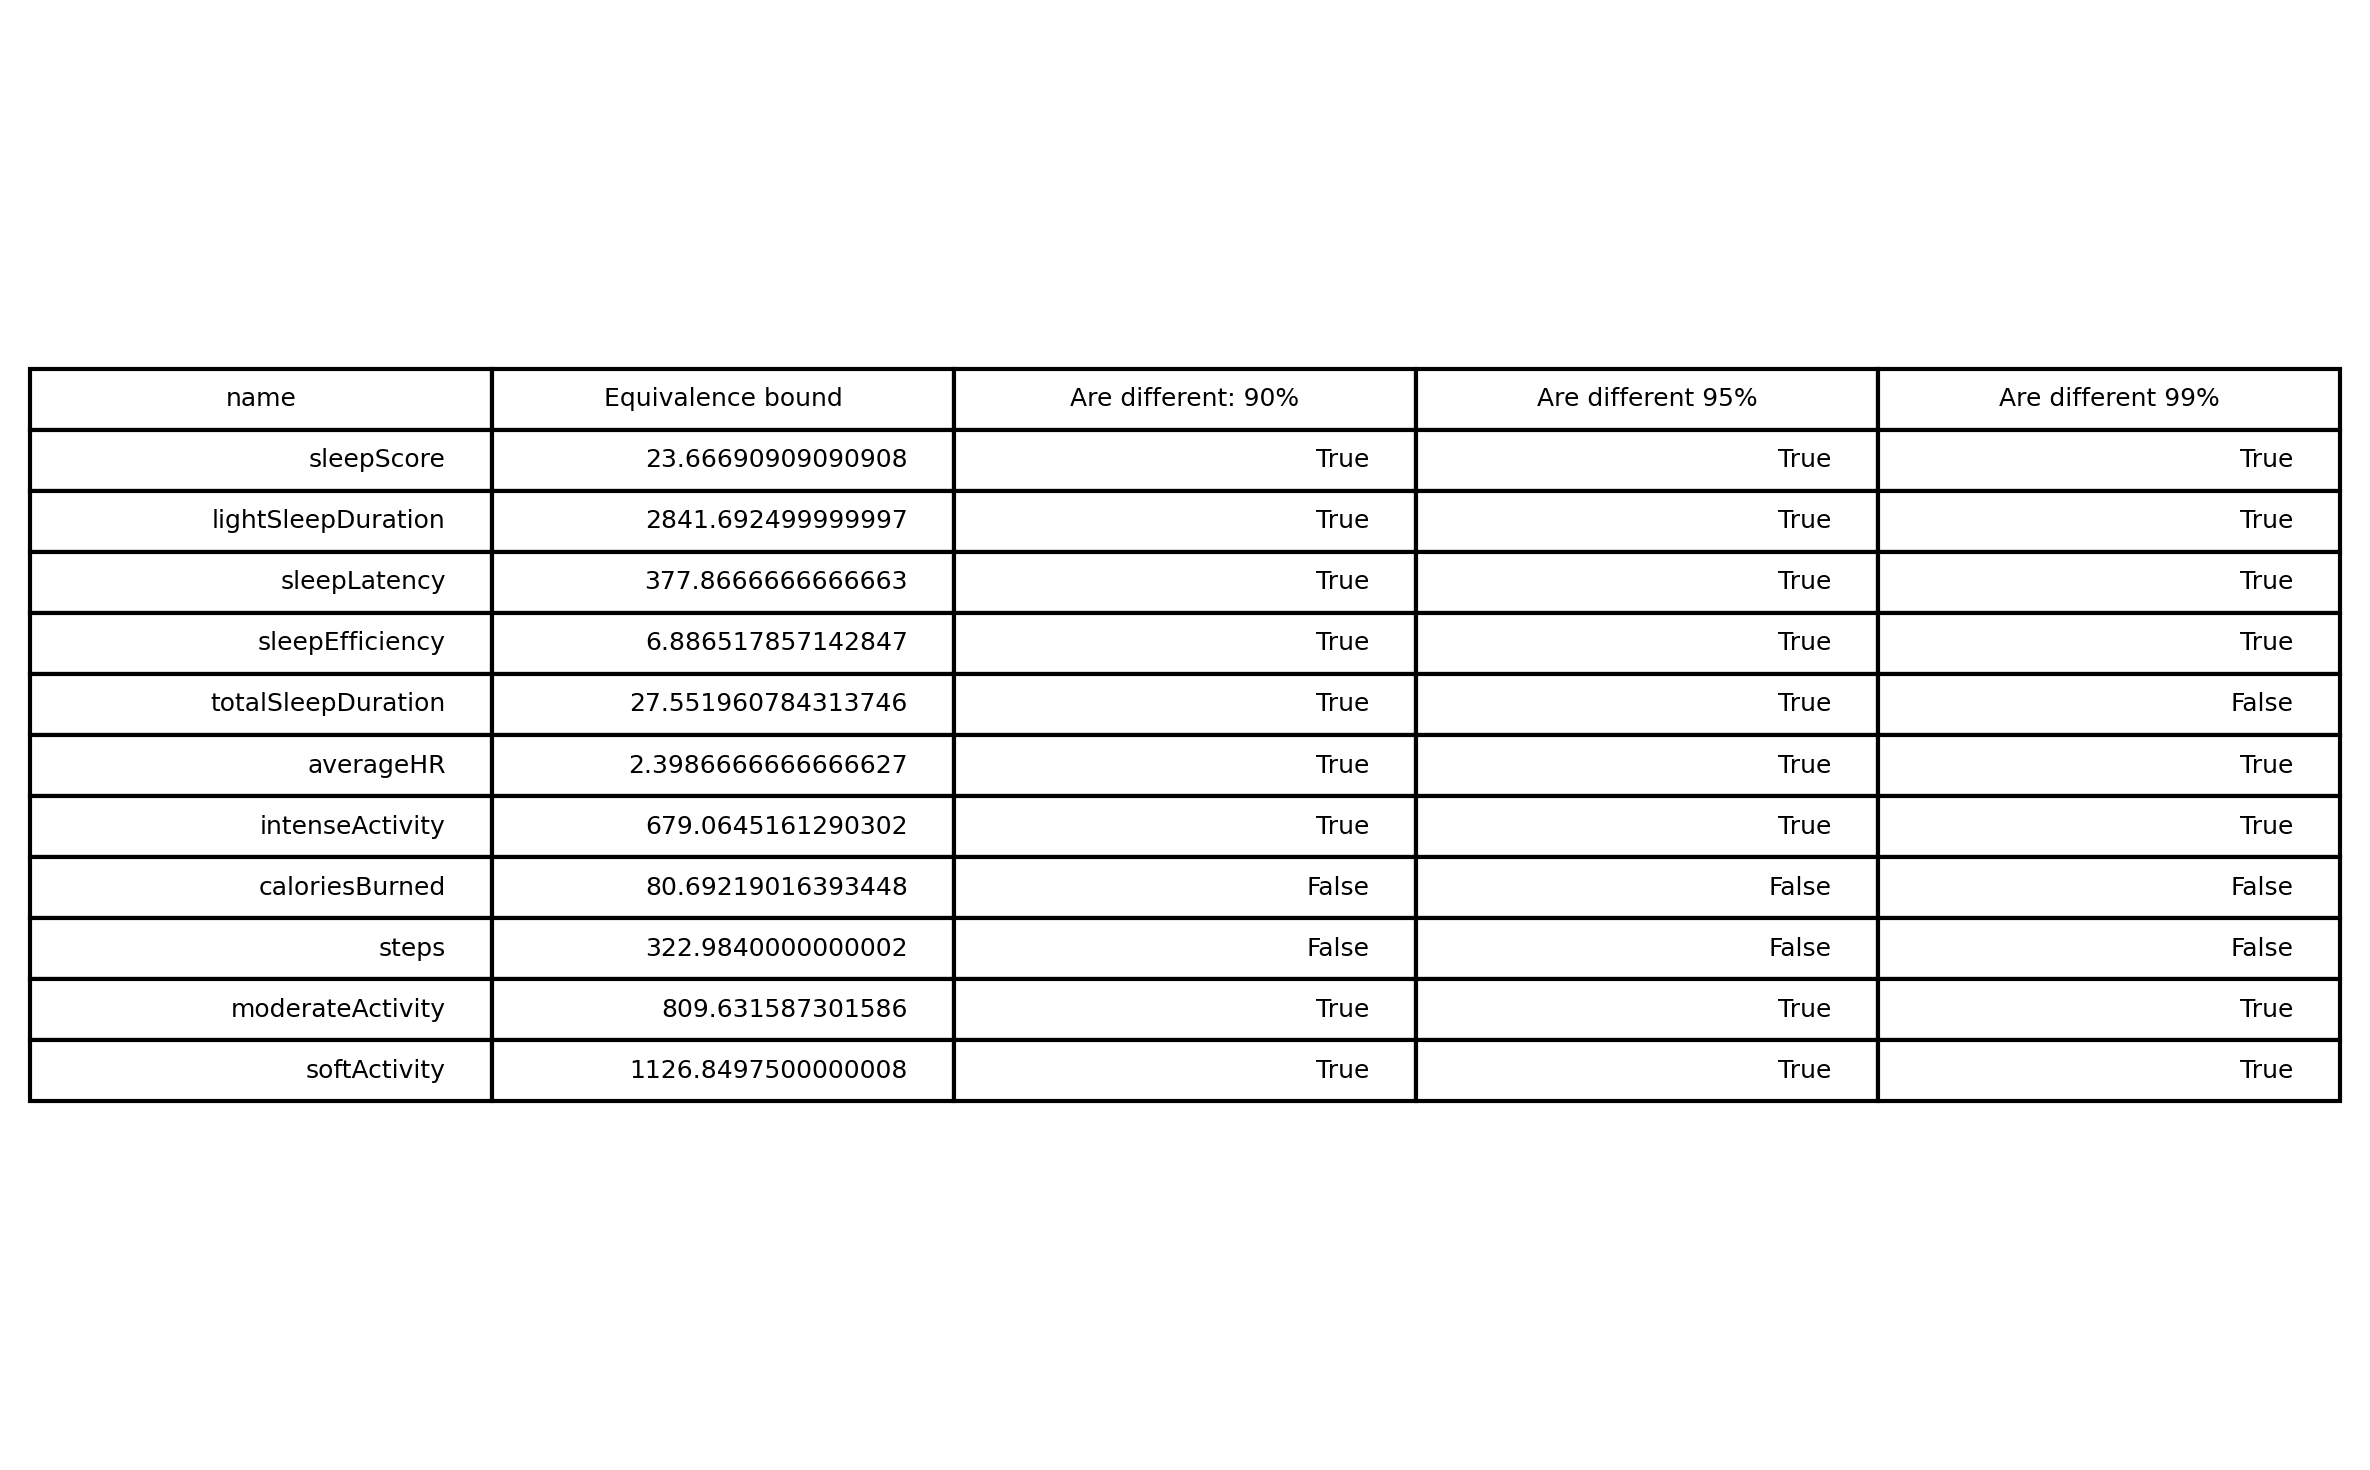 name Equivalence bound Are different: 90% Are different 95% Are different 99%
sleepScore 23.66690909090908 True True True
lightSleepDuration 2841.692499999997 True True True
sleepLatency 377.8666666666663 True True True
sleepEfficiency 6.886517857142847 True True True
totalSleepDuration 27.551960784313746 True True False
averageHR 2.3986666666666627 True True True
intenseActivity 679.0645161290302 True True True
caloriesBurned 80.69219016393448 False False False
steps 322.9840000000002 False False False
moderateActivity 809.631587301586 True True True
softActivity 1126.8497500000008 True True True